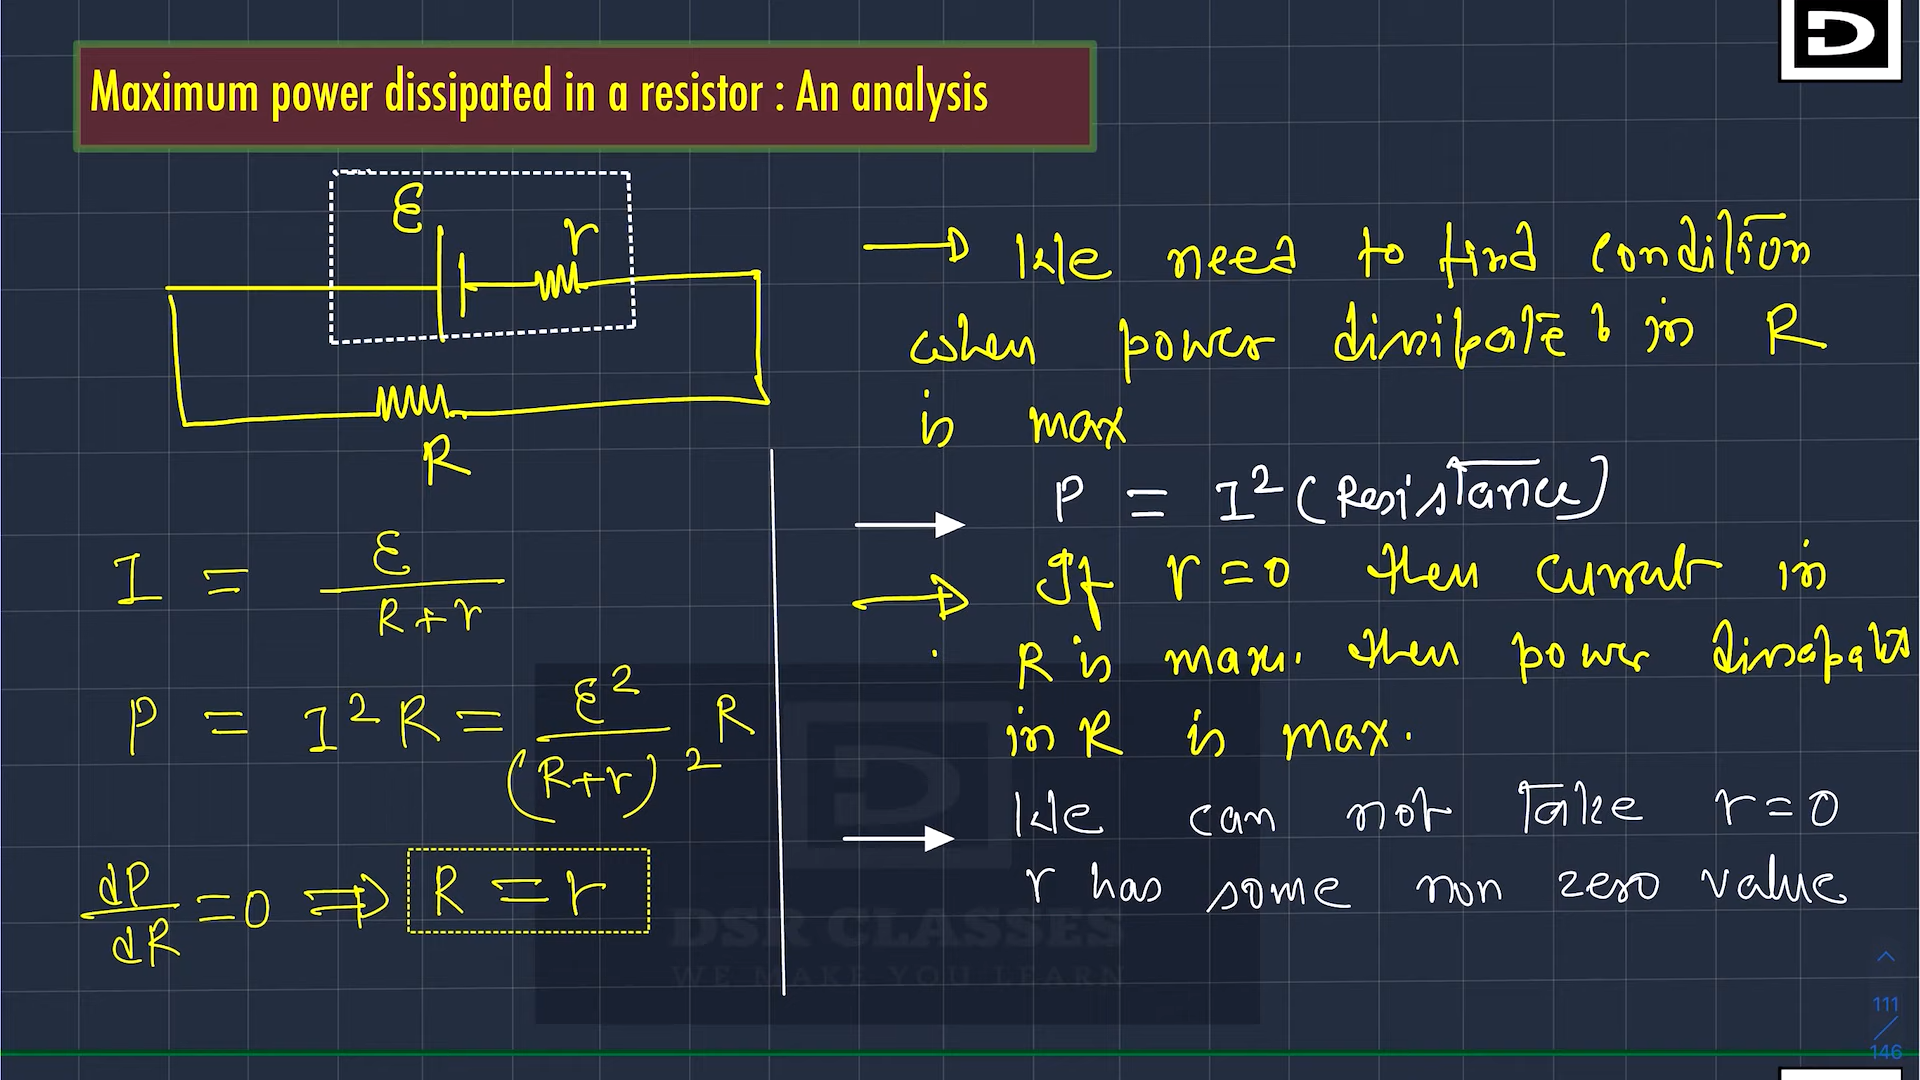 Maximum power dissipated in a resistor : An analysis
ε
r
R
I = ε / R + r
P = I² R = ε² / (R+r)² R
dP/dR = 0 ⇒ R = r
→ We need to find condition
when power dissipated in R
is max
→ P = I² (Resistance)
→ If r = 0 then current in
R is max. then power
in R is max.
→ We can not take r = 0
r has some non zero value
DSR CLASSES
WE MAKE YOU LEARN
111
146